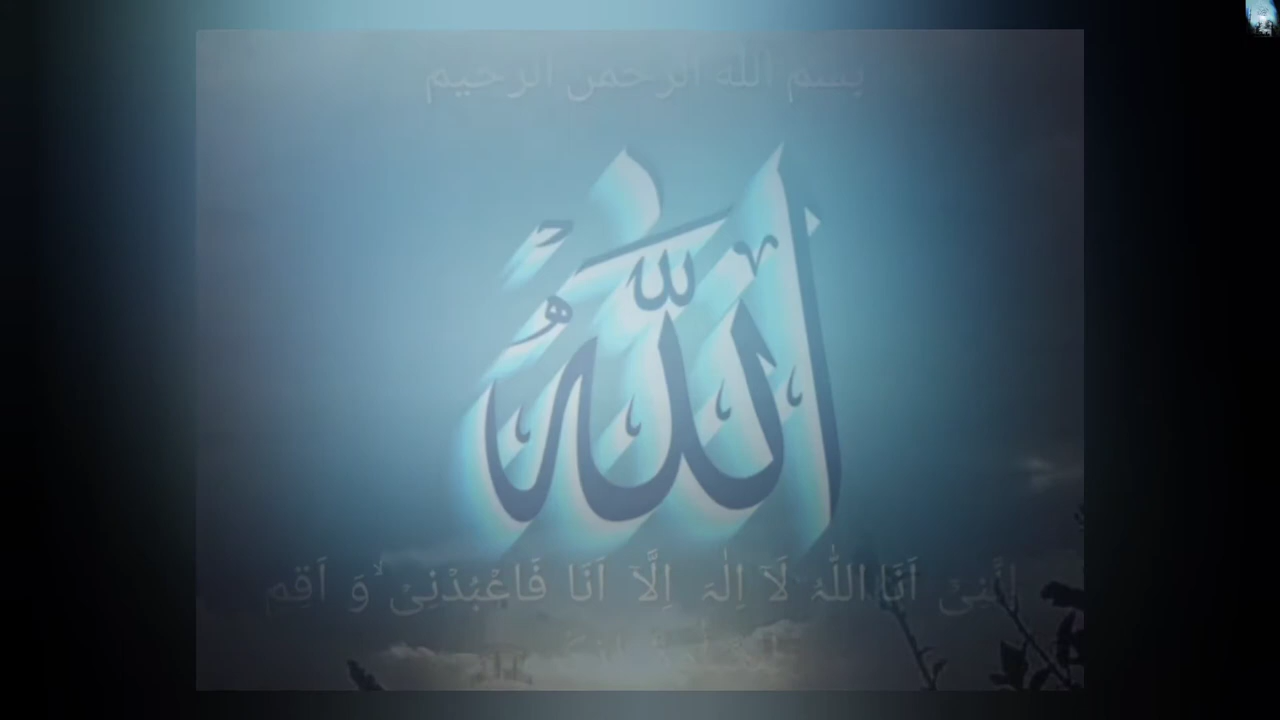 بسم الله الرحمن الرحيم
اللهُ
اِنَّنِیْۤ اَنَا اللّٰهُ لَاۤ اِلٰہَ اِلَّاۤ اَنَا فَاعْبُدْنِیْ ۙ وَ اَقِمِ